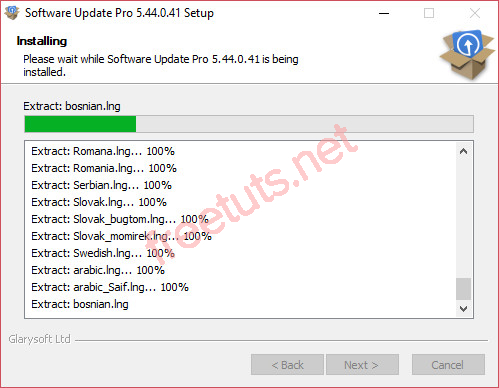 Software Update Pro 5.44.0.41 Setup
Installing
Please wait while Software Update Pro 5.44.0.41 is being
installed.
Extract: bosnian.lng
Extract: Romana.lng... 100%
Extract: Romania.lng... 100%
Extract: Serbian.lng... 100%
Extract: Slovak.lng... 100%
Extract: Slovak_bugtom.lng... 100%
Extract: Slovak_momirek.lng... 100%
Extract: Swedish.lng... 100%
Extract: arabic.lng... 100%
Extract: arabic_Saif.lng... 100%
Extract: bosnian.lng
freetuts.net
Glarysoft Ltd
< Back Next > Cancel